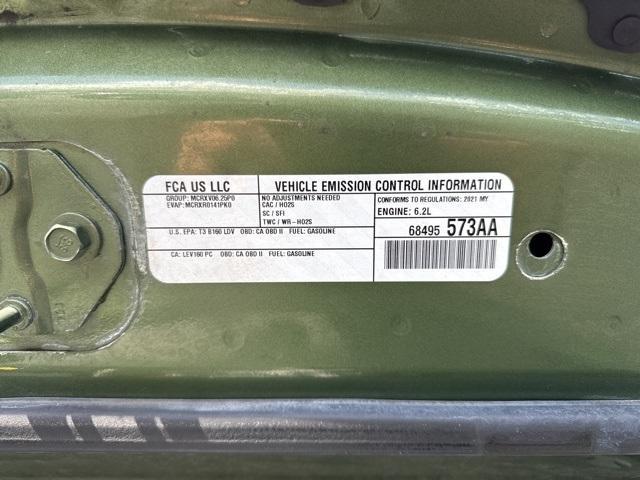 FCA US LLC
GROUP: MCRXV06.25P0
EVAP: MCRXR0141PK0
VEHICLE EMISSION CONTROL INFORMATION
NO ADJUSTMENTS NEEDED
CAC / HO2S
SC / SFI
TWC / WR-HO2S
CONFORMS TO REGULATIONS: 2021 MY
ENGINE: 6.2L
68495 573AA
U.S. EPA: T3 B160 LDV OBD: CA OBD II FUEL: GASOLINE
CA: LEV160 PC OBD: CA OBD II FUEL: GASOLINE